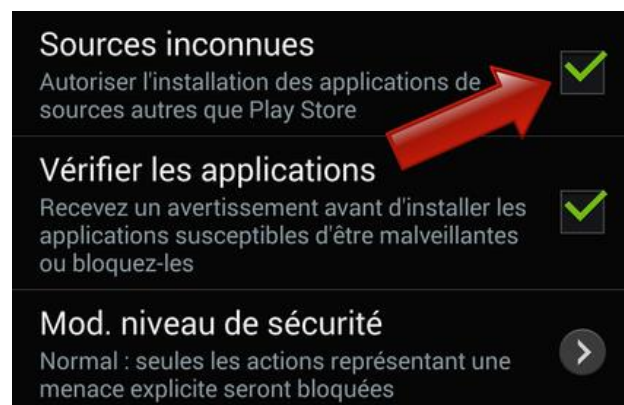 Sources inconnues
Autoriser l'installation des applications de
sources autres que Play Store
Vérifier les applications
Recevez un avertissement avant d'installer les
applications susceptibles d'être malveillantes
ou bloquez-les
Mod. niveau de sécurité
Normal : seules les actions représentant une
menace explicite seront bloquées